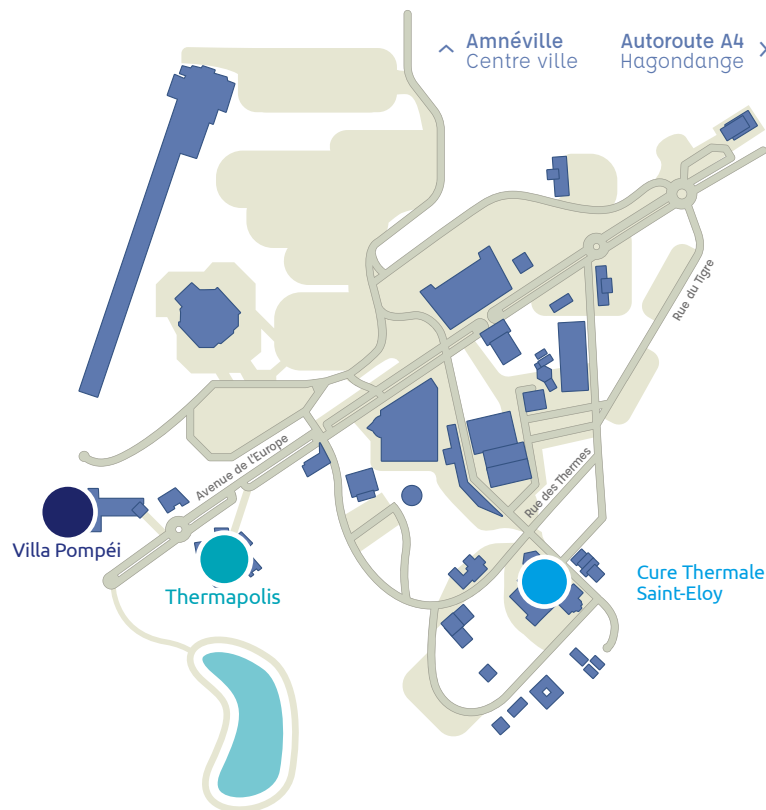 Amnéville
Centre ville
Autoroute A4
Hagondange
Rue du Tigre
Avenue de l'Europe
Rue des Thermes
Villa Pompéi
Thermapolis
Cure Thermale
Saint-Eloy